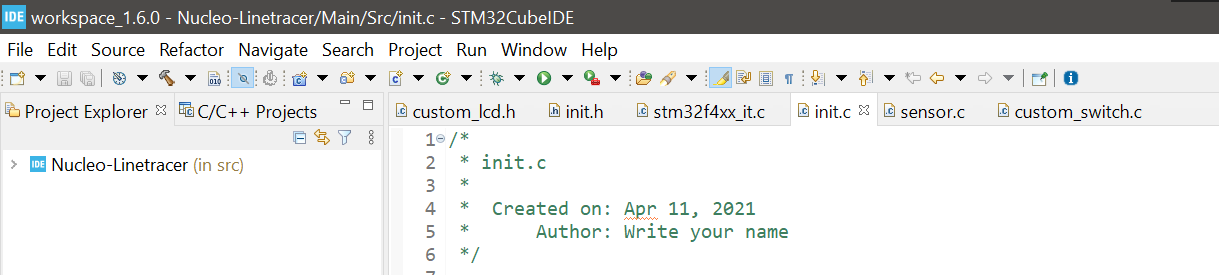 IDE workspace_1.6.0 - Nucleo-Linetracer/Main/Src/init.c - STM32CubeIDE
File Edit Source Refactor Navigate Search Project Run Window Help
010
Project Explorer C/C++ Projects
custom_lcd.h init.h stm32f4xx_it.c init.c sensor.c custom_switch.c
IDE Nucleo-Linetracer (in src)
1 /*
2 * init.c
3 *
4 * Created on: Apr 11, 2021
5 * Author: Write your name
6 */